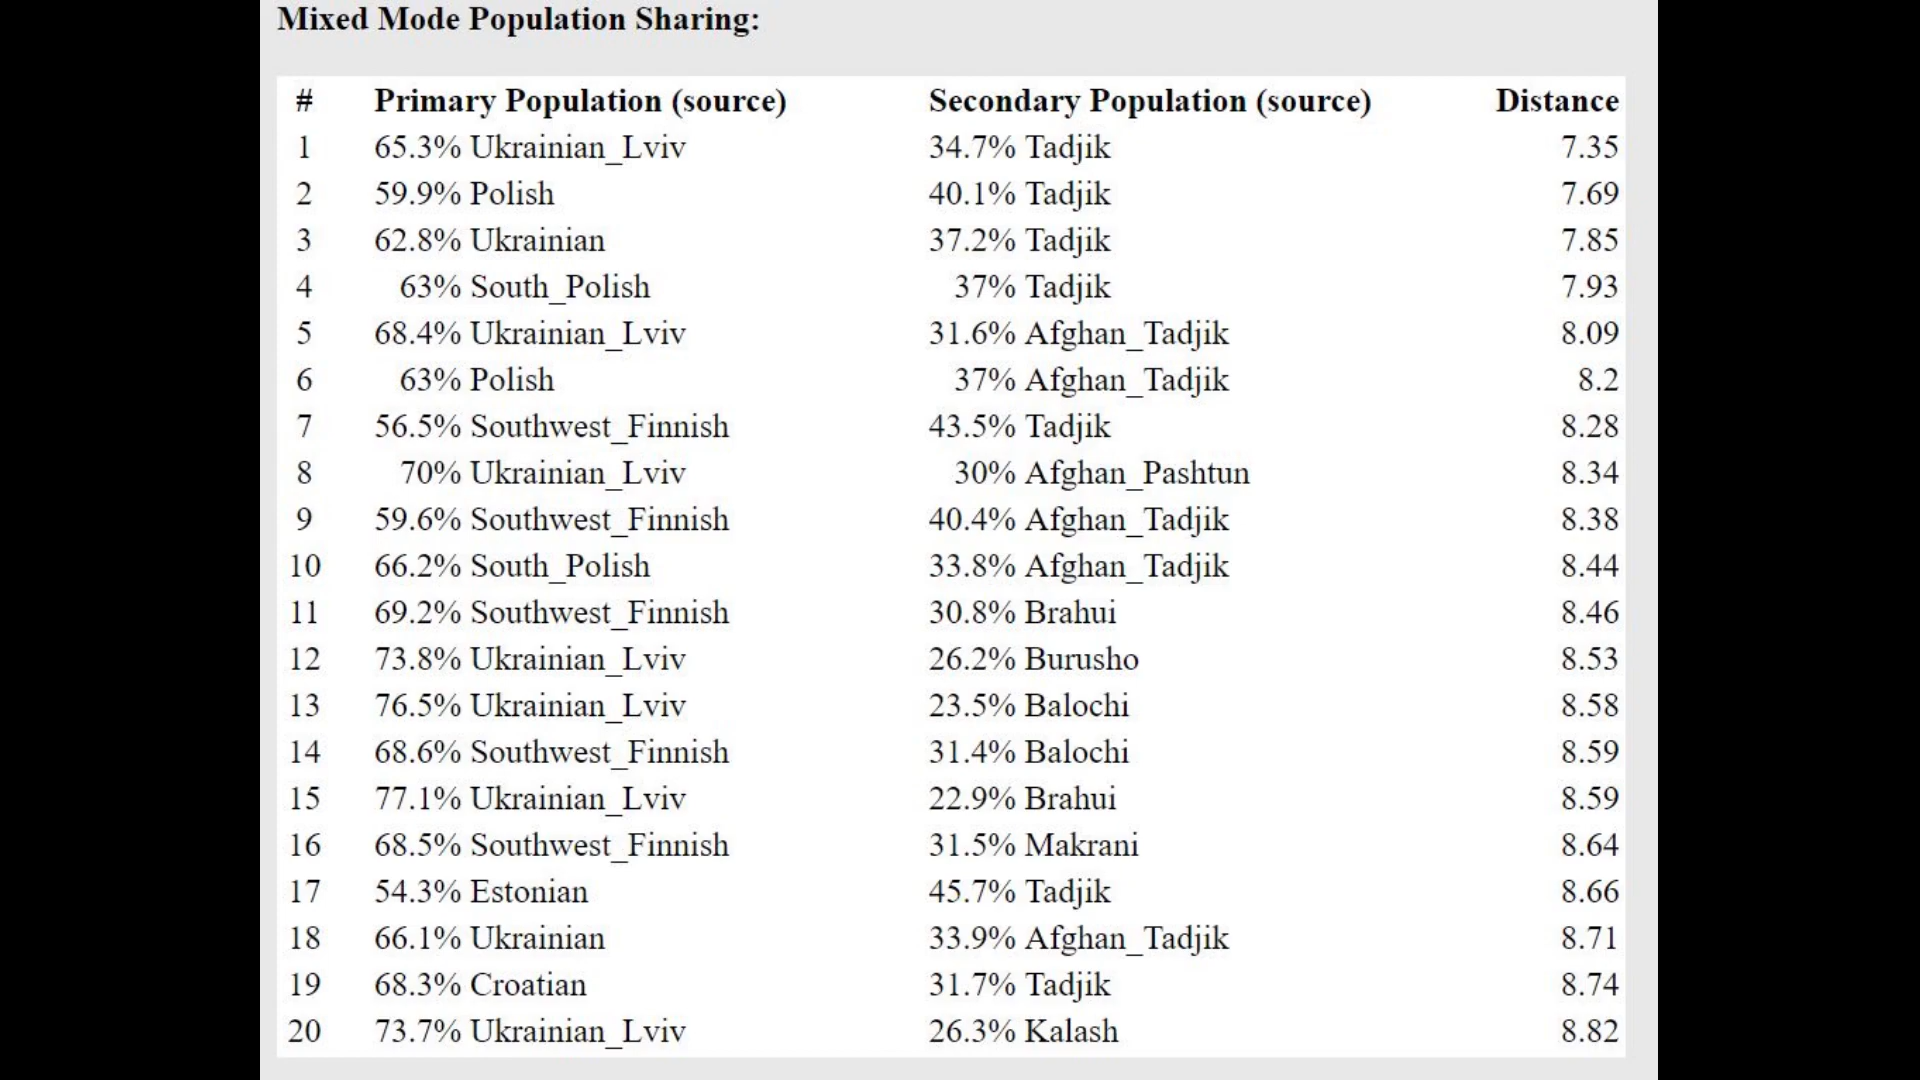 Mixed Mode Population Sharing:
# Primary Population (source) Secondary Population (source) Distance
1 65.3% Ukrainian_Lviv 34.7% Tadjik 7.35
2 59.9% Polish 40.1% Tadjik 7.69
3 62.8% Ukrainian 37.2% Tadjik 7.85
4 63% South_Polish 37% Tadjik 7.93
5 68.4% Ukrainian_Lviv 31.6% Afghan_Tadjik 8.09
6 63% Polish 37% Afghan_Tadjik 8.2
7 56.5% Southwest_Finnish 43.5% Tadjik 8.28
8 70% Ukrainian_Lviv 30% Afghan_Pashtun 8.34
9 59.6% Southwest_Finnish 40.4% Afghan_Tadjik 8.38
10 66.2% South_Polish 33.8% Afghan_Tadjik 8.44
11 69.2% Southwest_Finnish 30.8% Brahui 8.46
12 73.8% Ukrainian_Lviv 26.2% Burusho 8.53
13 76.5% Ukrainian_Lviv 23.5% Balochi 8.58
14 68.6% Southwest_Finnish 31.4% Balochi 8.59
15 77.1% Ukrainian_Lviv 22.9% Brahui 8.59
16 68.5% Southwest_Finnish 31.5% Makrani 8.64
17 54.3% Estonian 45.7% Tadjik 8.66
18 66.1% Ukrainian 33.9% Afghan_Tadjik 8.71
19 68.3% Croatian 31.7% Tadjik 8.74
20 73.7% Ukrainian_Lviv 26.3% Kalash 8.82